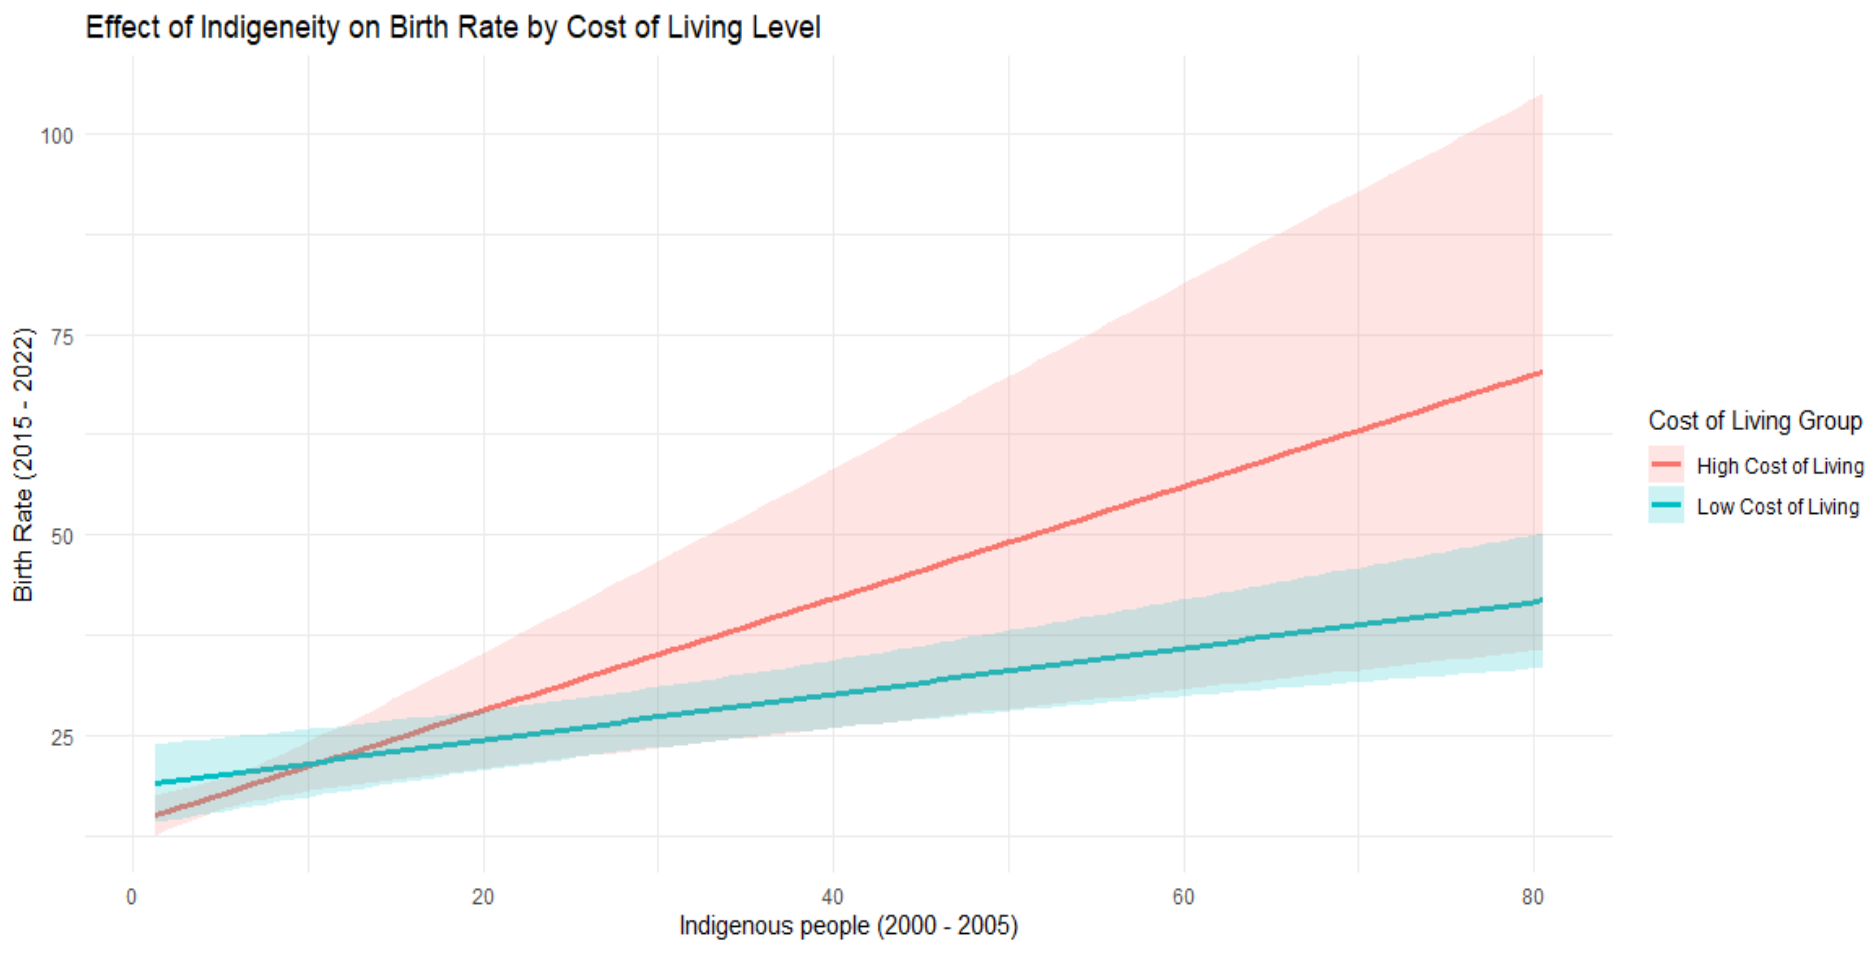 Effect of Indigeneity on Birth Rate by Cost of Living Level
Birth Rate (2015 - 2022)
100
75
50
25
0
20
40
60
80
Indigenous people (2000 - 2005)
Cost of Living Group
High Cost of Living
Low Cost of Living